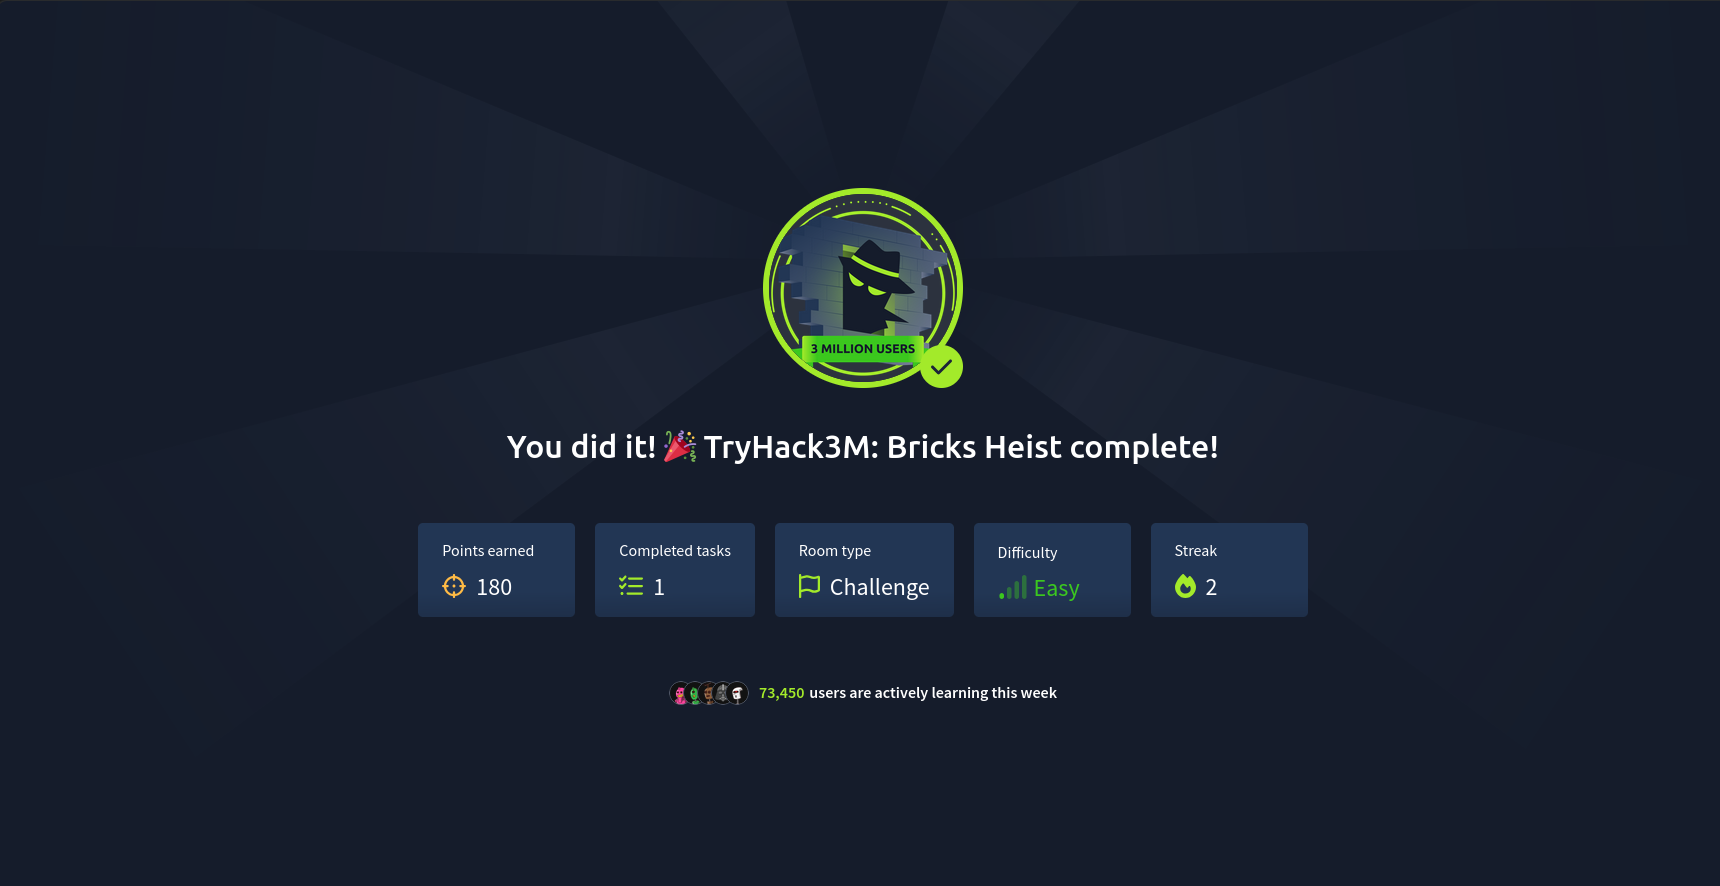 3 MILLION USERS
You did it! 🎉 TryHack3M: Bricks Heist complete!
Points earned
180
Completed tasks
1
Room type
Challenge
Difficulty
Easy
Streak
2
73,450 users are actively learning this week